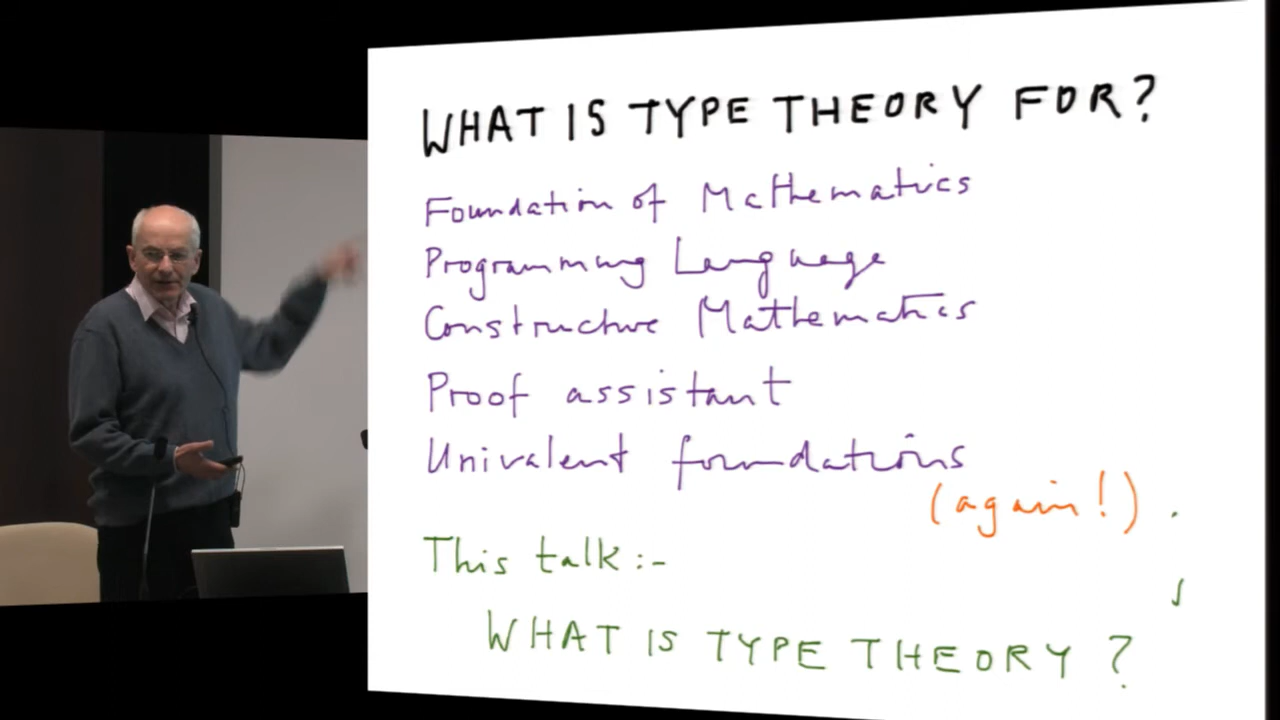 WHAT IS TYPE THEORY FOR?
Foundation of Mathematics
Programming Language
Constructive Mathematics
Proof assistant
Univalent foundations
(again!)
This talk:-
WHAT IS TYPE THEORY?